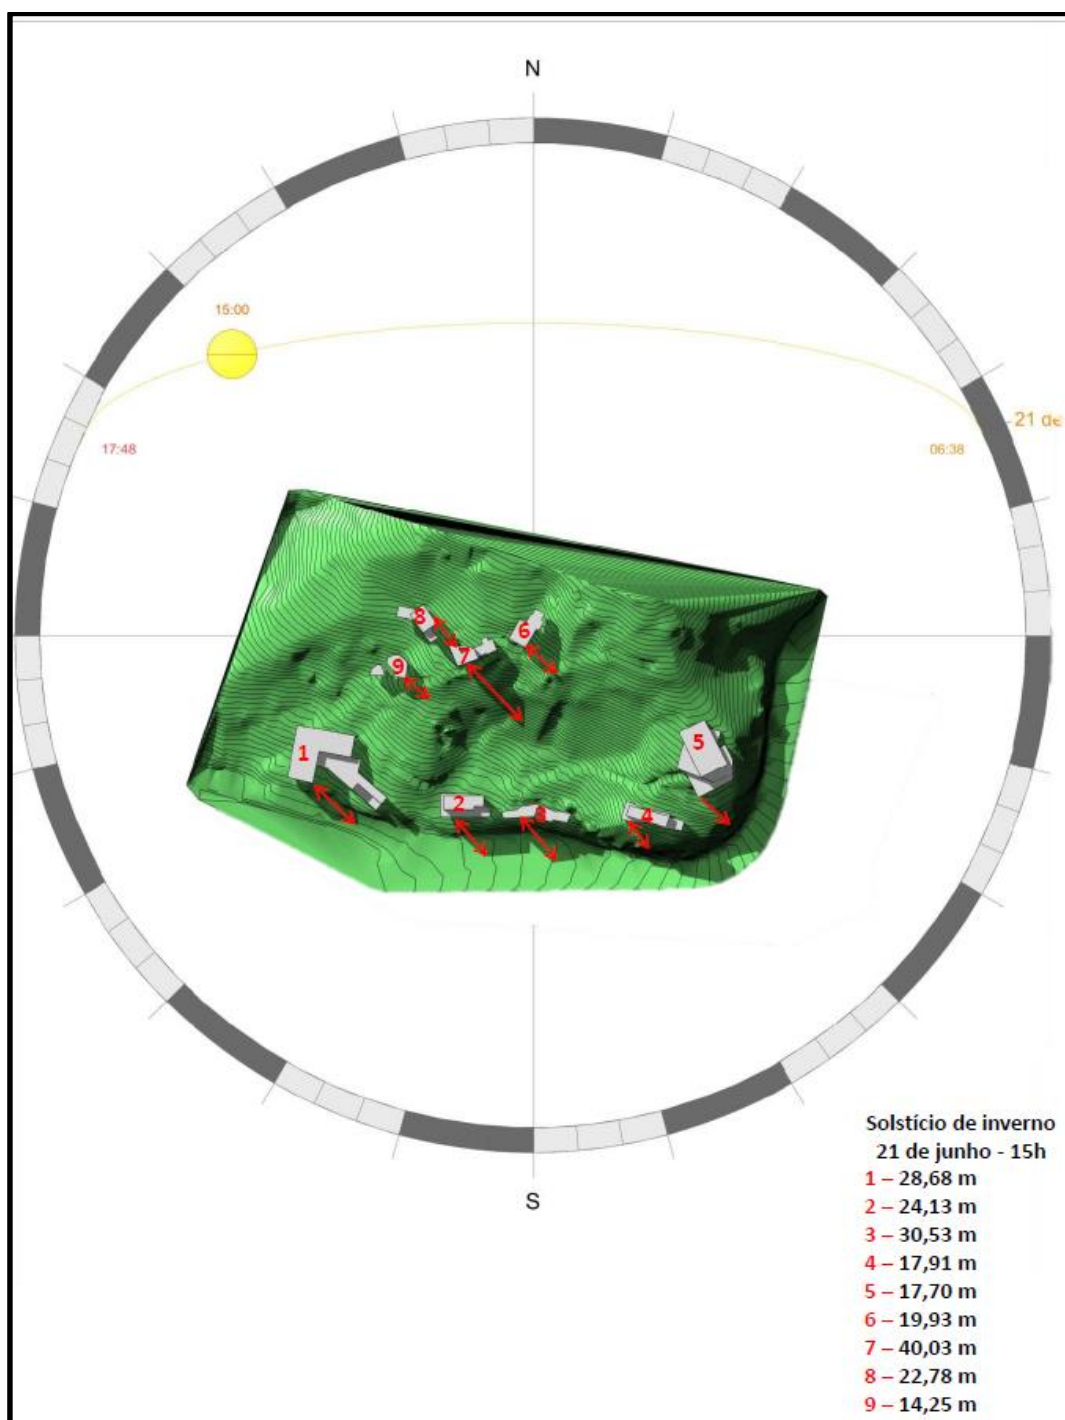 N
15:00
21 de
17:48
06:38
8
6
7
9
1
5
2
3
4
S
Solstício de inverno
21 de junho - 15h
1 – 28,68 m
2 – 24,13 m
3 – 30,53 m
4 – 17,91 m
5 – 17,70 m
6 – 19,93 m
7 – 40,03 m
8 – 22,78 m
9 – 14,25 m